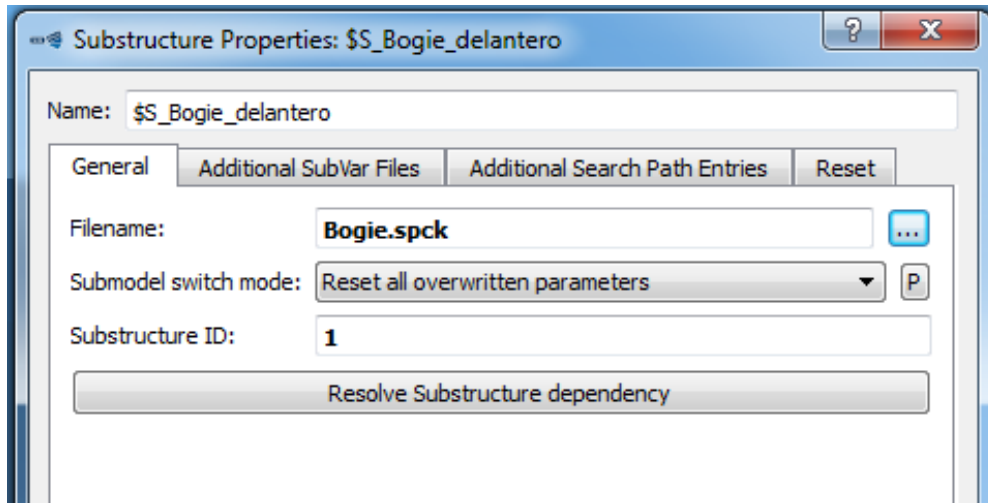 Substructure Properties: $S_Bogie_delantero
?
X
Name: $S_Bogie_delantero
General Additional SubVar Files Additional Search Path Entries Reset
Filename: Bogie.spck ...
Submodel switch mode: Reset all overwritten parameters P
Substructure ID: 1
Resolve Substructure dependency